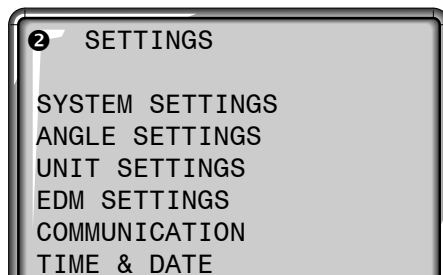 ❷ SETTINGS
SYSTEM SETTINGS
ANGLE SETTINGS
UNIT SETTINGS
EDM SETTINGS
COMMUNICATION
TIME & DATE